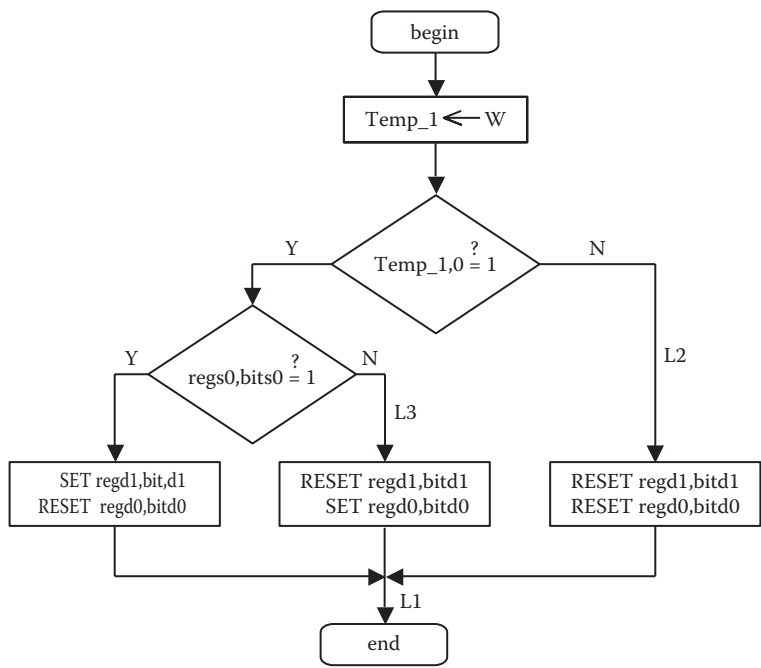 begin
Temp_1 ← W
Temp_1,0 =? 1
Y
N
regs0,bits0 =? 1
Y
N
L2
L3
SET regd1,bit,d1
RESET regd0,bitd0
RESET regd1,bitd1
SET regd0,bitd0
RESET regd1,bitd1
RESET regd0,bitd0
L1
end